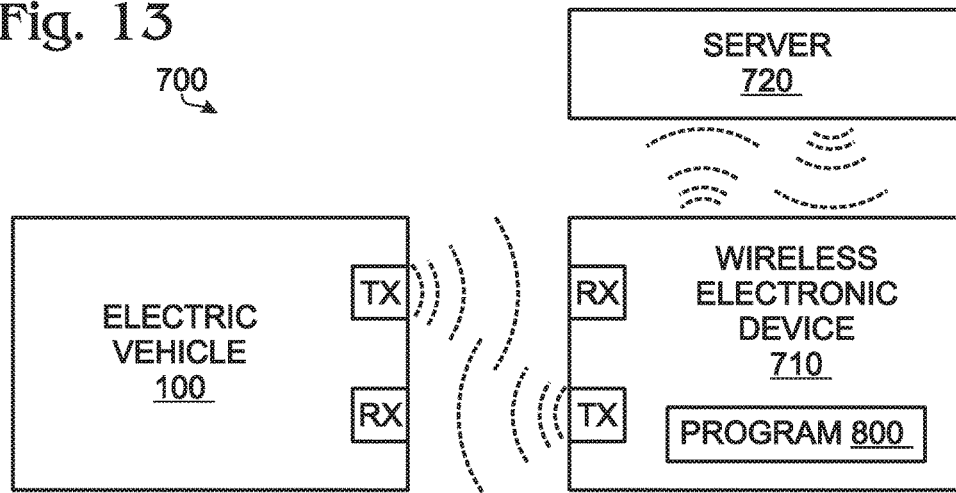 Fig. 13
700
SERVER
720
ELECTRIC
VEHICLE
100
TX
RX
RX
TX
WIRELESS
ELECTRONIC
DEVICE
710
PROGRAM 800